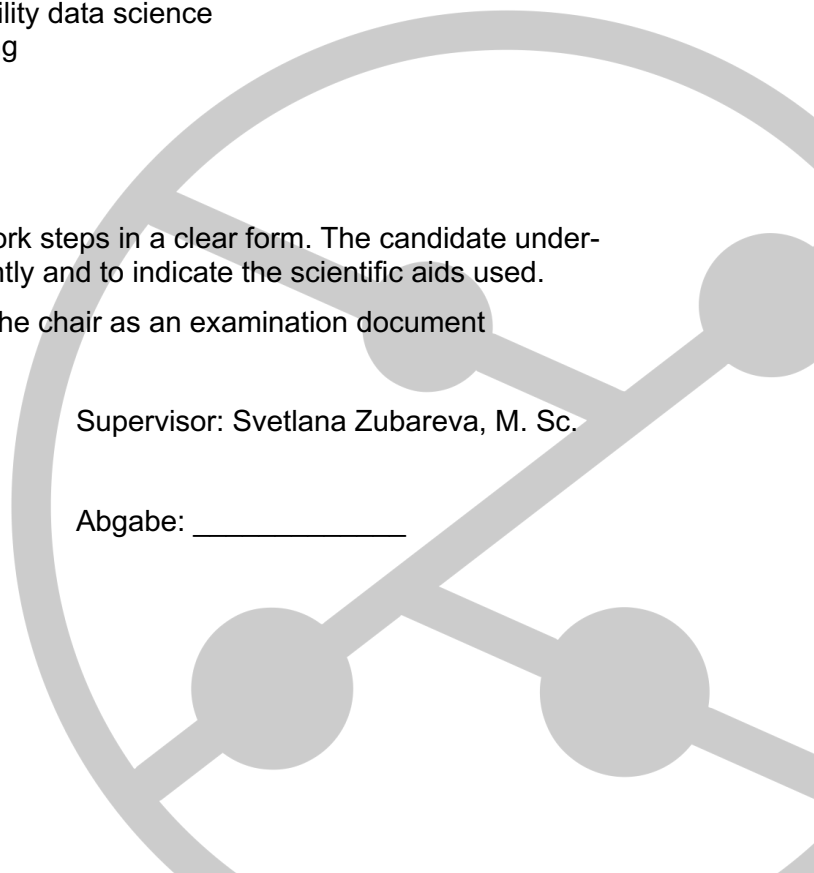 ility data science
g
ork steps in a clear form. The candidate under-
ntly and to indicate the scientific aids used.
he chair as an examination document
Supervisor: Svetlana Zubareva, M. Sc.
Abgabe: _____________